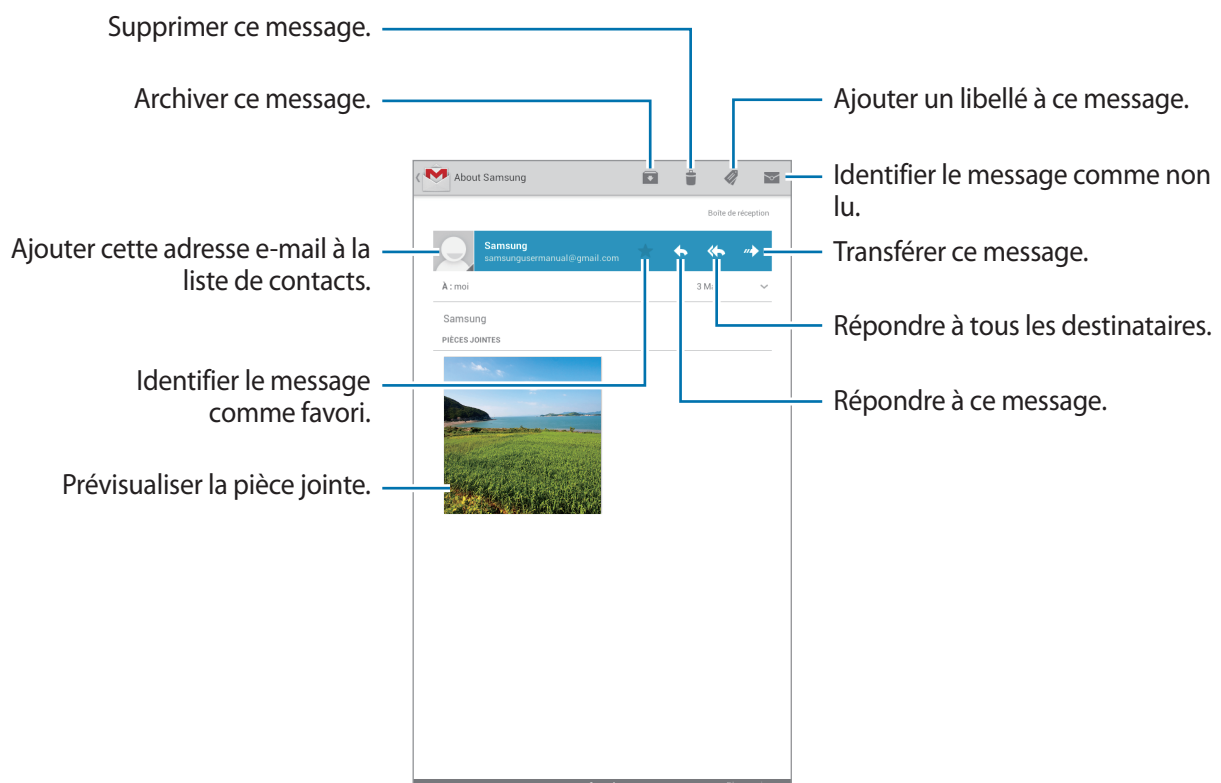 Supprimer ce message.
Archiver ce message.
Ajouter un libellé à ce message.
About Samsung
Identifier le message comme non
lu.
Boîte de réception
Ajouter cette adresse e-mail à la
liste de contacts.
Samsung
samsungusermanual@gmail.com
Transférer ce message.
À : moi
3 Ma
Samsung
PIÈCES JOINTES
Répondre à tous les destinataires.
Identifier le message
comme favori.
Répondre à ce message.
Prévisualiser la pièce jointe.